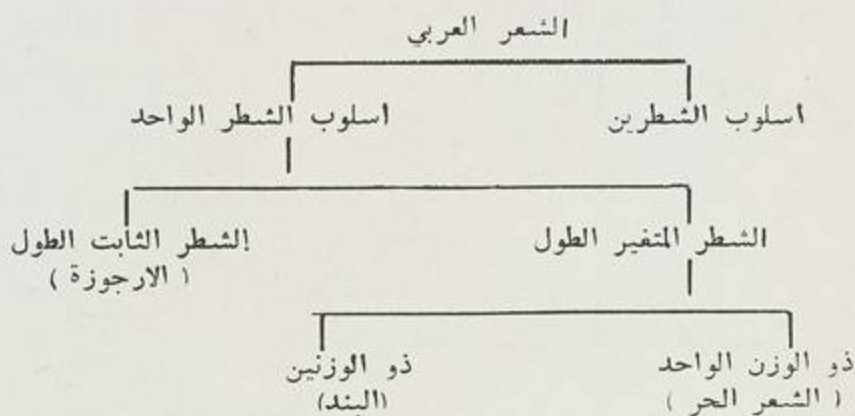 الشعر العربي
اسلوب الشطرين
اسلوب الشطر الواحد
الشطر المتغير الطول
الشطر الثابت الطول
( الارجوزة )
ذو الوزن الواحد
( الشعر الحر )
ذو الوزنين
(البند)